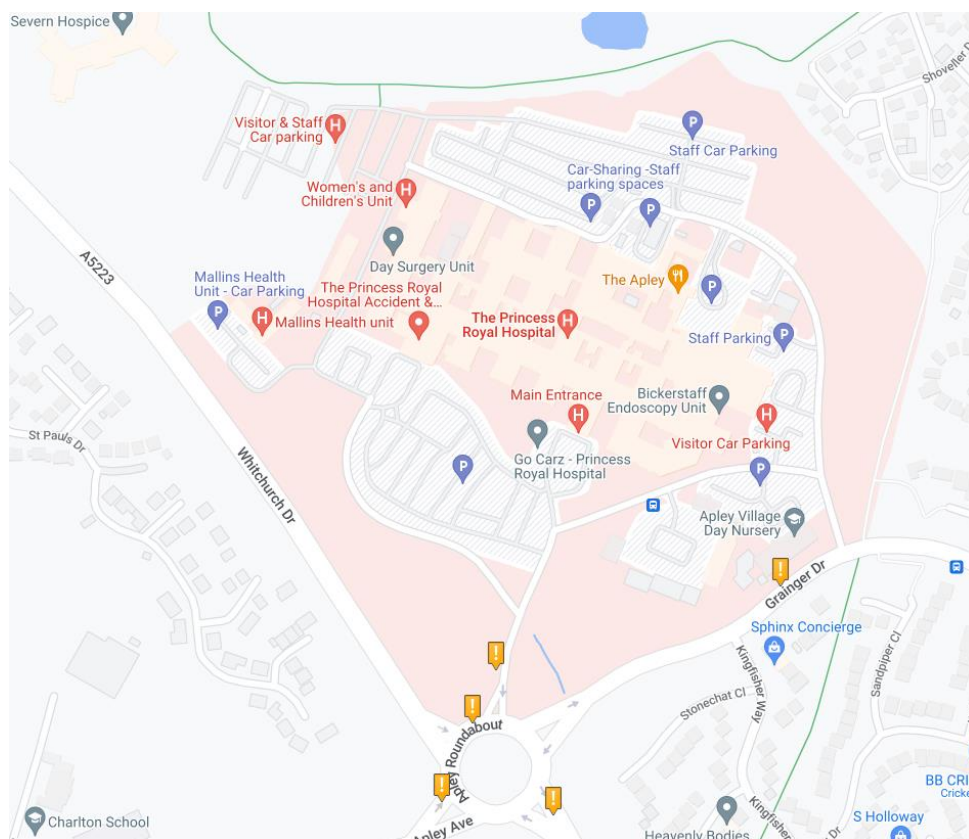 Severn Hospice
Shoveller D
Visitor & Staff
Car parking
Staff Car Parking
Car-Sharing -Staff
parking spaces
Women's and
Children's Unit
Day Surgery Unit
A5223
Mallins Health
Unit - Car Parking
The Princess Royal
Hospital Accident &...
Mallins Health unit
The Apley
The Princess
Royal Hospital
Staff Parking
Main Entrance
Bickerstaff
Endoscopy Unit
Visitor Car Parking
St Pauls Dr
Whitchurch Dr
Go Carz - Princess
Royal Hospital
Apley Village
Day Nursery
Grainger Dr
Sphinx Concierge
Kingfisher Way
Sandpiper Cl
Stonechat Cl
Apley Roundabout
Apley Ave
Charlton School
Heavenly Bodies
Kingfisher
Dr
BB CRI
Cricke
S Holloway
H
H
H
H
H
H
P
P
P
P
P
P
P
P